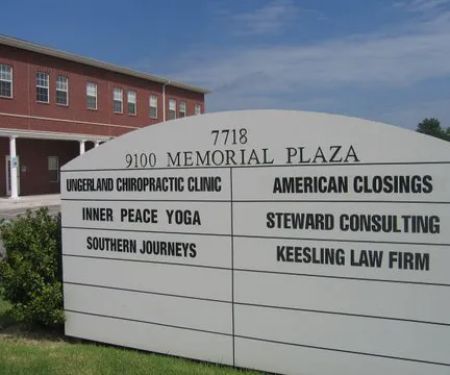 7718
9100 MEMORIAL PLAZA
UNGERLAND CHIROPRACTIC CLINIC
INNER PEACE YOGA
SOUTHERN JOURNEYS
AMERICAN CLOSINGS
STEWARD CONSULTING
KEESLING LAW FIRM